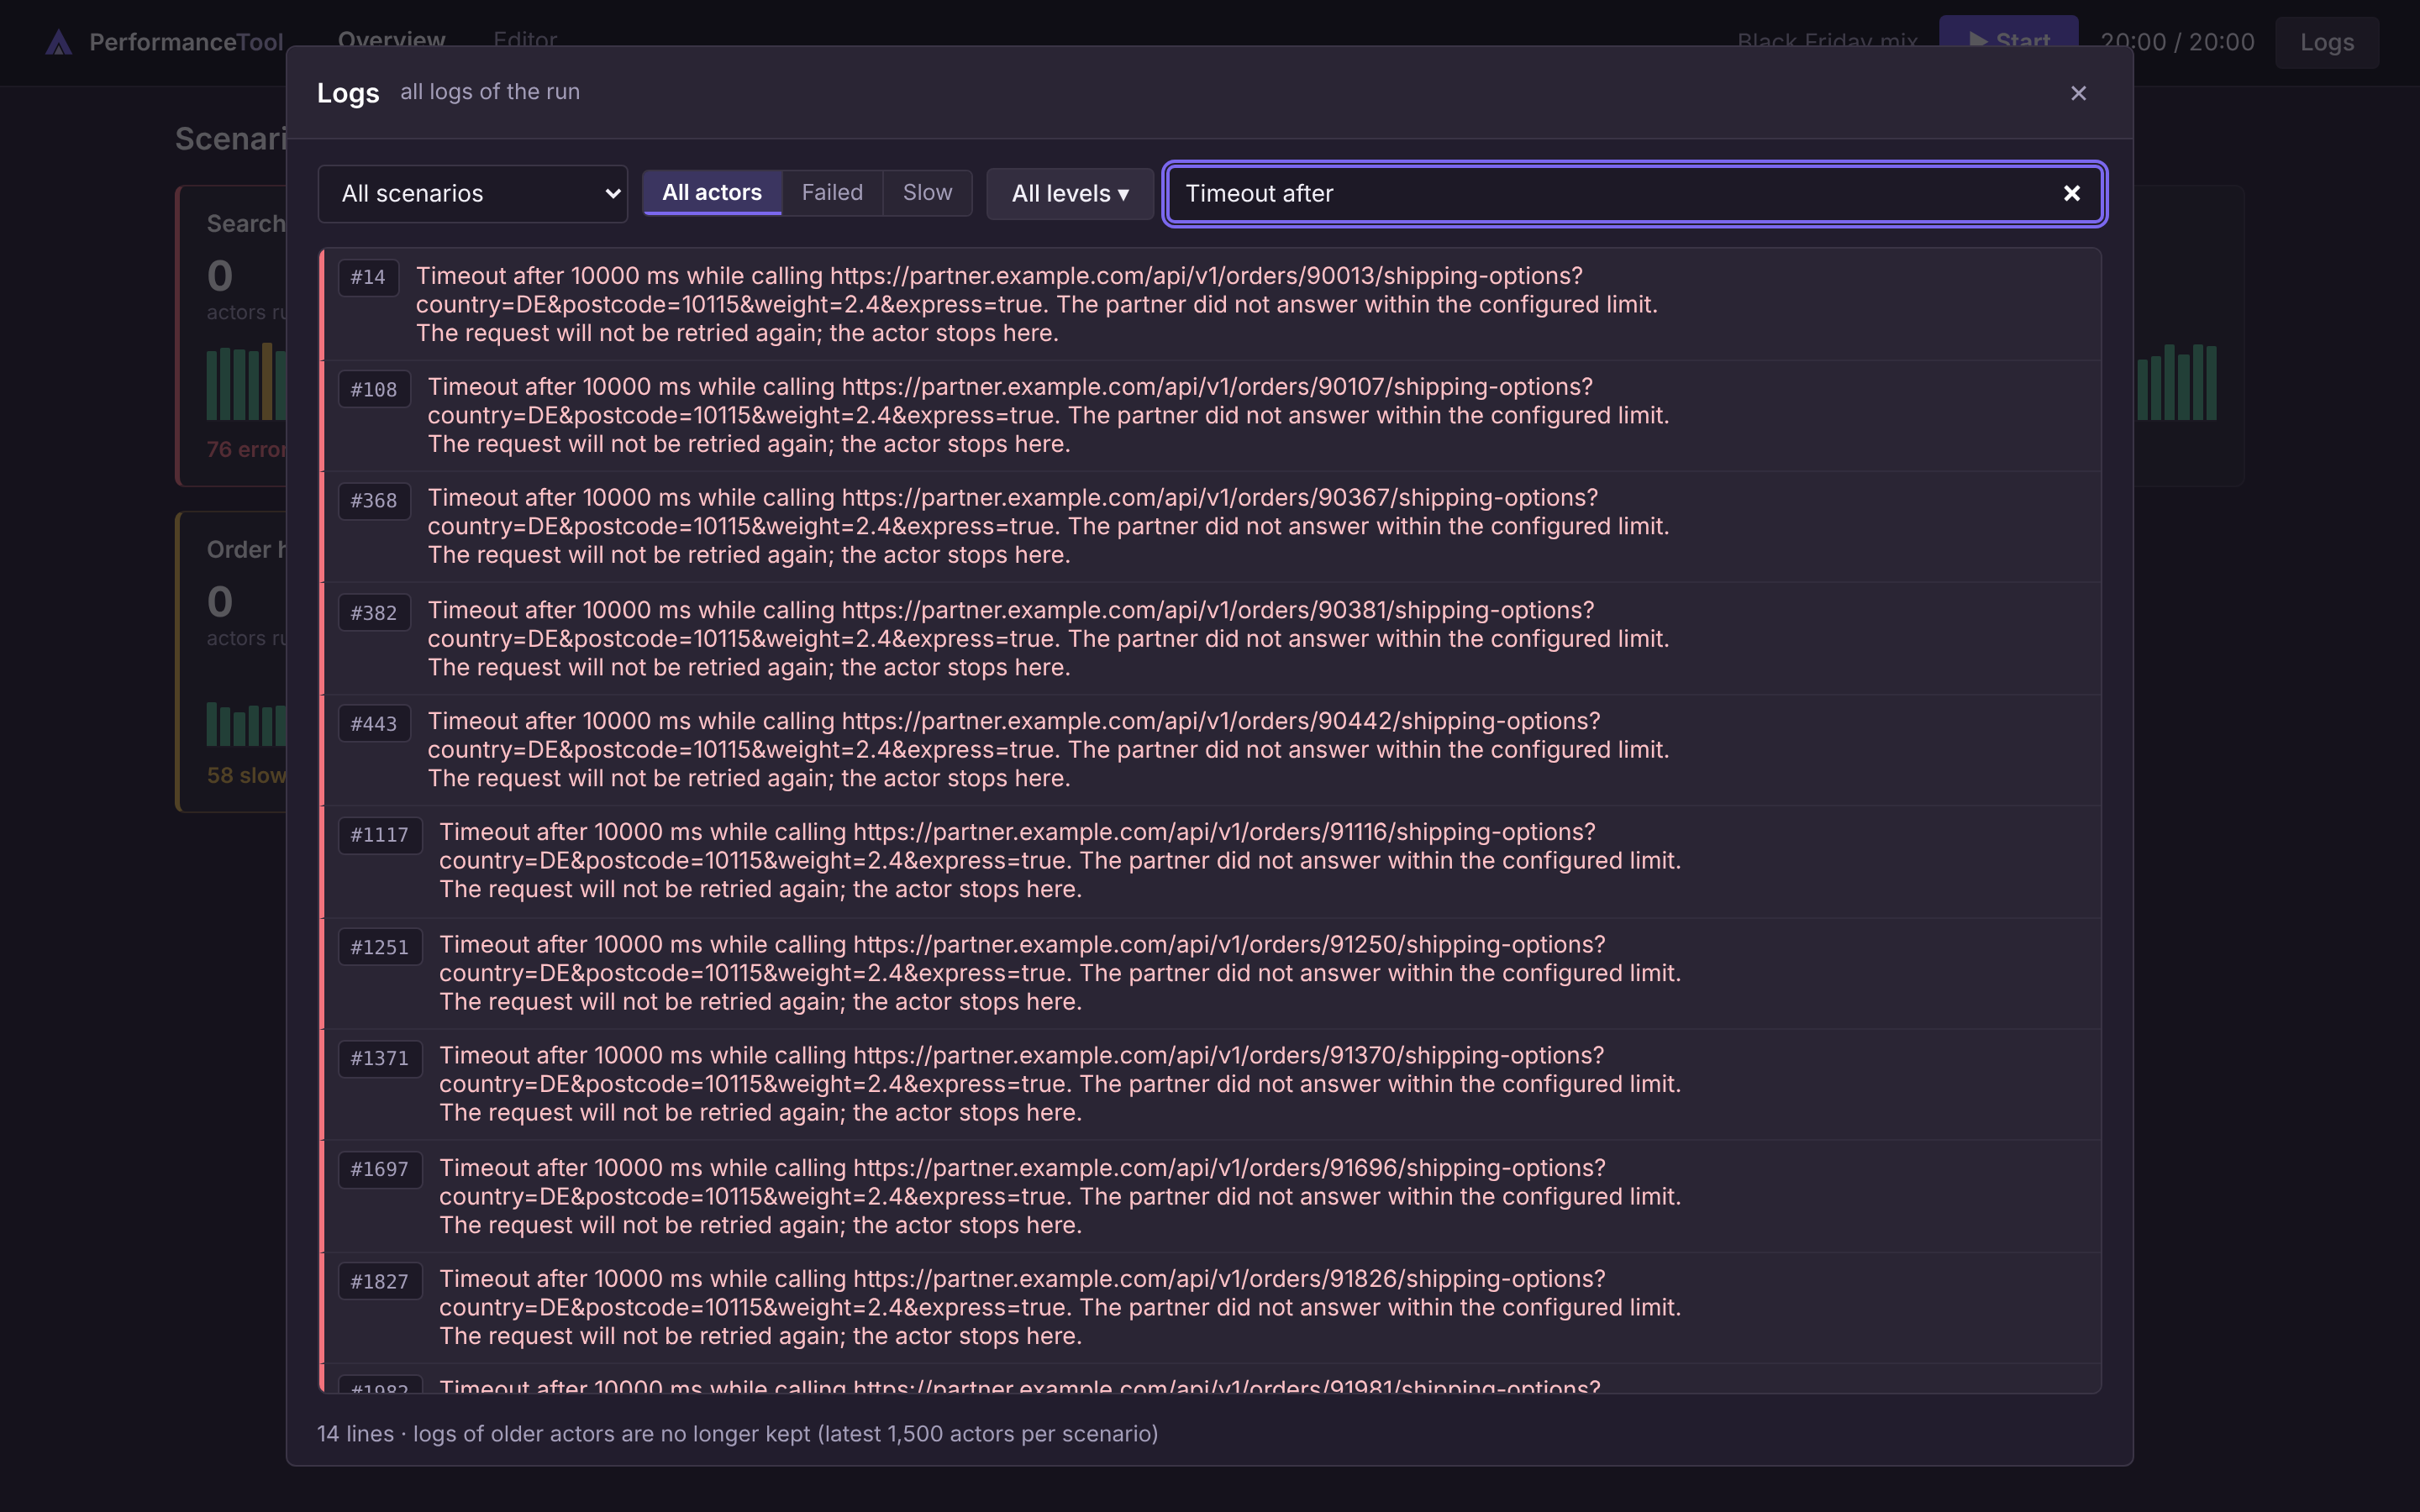 PerformanceTool
Overview
Editor
Black Friday mix
▶ Start
20:00 / 20:00
Logs
Logs
all logs of the run
×
All scenarios
All actors
Failed
Slow
All levels ▾
Timeout after
#14
Timeout after 10000 ms while calling https://partner.example.com/api/v1/orders/90013/shipping-options?
country=DE&postcode=10115&weight=2.4&express=true. The partner did not answer within the configured limit.
The request will not be retried again; the actor stops here.
#108
Timeout after 10000 ms while calling https://partner.example.com/api/v1/orders/90107/shipping-options?
country=DE&postcode=10115&weight=2.4&express=true. The partner did not answer within the configured limit.
The request will not be retried again; the actor stops here.
#368
Timeout after 10000 ms while calling https://partner.example.com/api/v1/orders/90367/shipping-options?
country=DE&postcode=10115&weight=2.4&express=true. The partner did not answer within the configured limit.
The request will not be retried again; the actor stops here.
#382
Timeout after 10000 ms while calling https://partner.example.com/api/v1/orders/90381/shipping-options?
country=DE&postcode=10115&weight=2.4&express=true. The partner did not answer within the configured limit.
The request will not be retried again; the actor stops here.
#443
Timeout after 10000 ms while calling https://partner.example.com/api/v1/orders/90442/shipping-options?
country=DE&postcode=10115&weight=2.4&express=true. The partner did not answer within the configured limit.
The request will not be retried again; the actor stops here.
#1117
Timeout after 10000 ms while calling https://partner.example.com/api/v1/orders/91116/shipping-options?
country=DE&postcode=10115&weight=2.4&express=true. The partner did not answer within the configured limit.
The request will not be retried again; the actor stops here.
#1251
Timeout after 10000 ms while calling https://partner.example.com/api/v1/orders/91250/shipping-options?
country=DE&postcode=10115&weight=2.4&express=true. The partner did not answer within the configured limit.
The request will not be retried again; the actor stops here.
#1371
Timeout after 10000 ms while calling https://partner.example.com/api/v1/orders/91370/shipping-options?
country=DE&postcode=10115&weight=2.4&express=true. The partner did not answer within the configured limit.
The request will not be retried again; the actor stops here.
#1697
Timeout after 10000 ms while calling https://partner.example.com/api/v1/orders/91696/shipping-options?
country=DE&postcode=10115&weight=2.4&express=true. The partner did not answer within the configured limit.
The request will not be retried again; the actor stops here.
#1827
Timeout after 10000 ms while calling https://partner.example.com/api/v1/orders/91826/shipping-options?
country=DE&postcode=10115&weight=2.4&express=true. The partner did not answer within the configured limit.
The request will not be retried again; the actor stops here.
#1982
Timeout after 10000 ms while calling https://partner.example.com/api/v1/orders/91981/shipping-options?
14 lines · logs of older actors are no longer kept (latest 1,500 actors per scenario)
Search
0
actors
76
Order
0
actors
58 slow